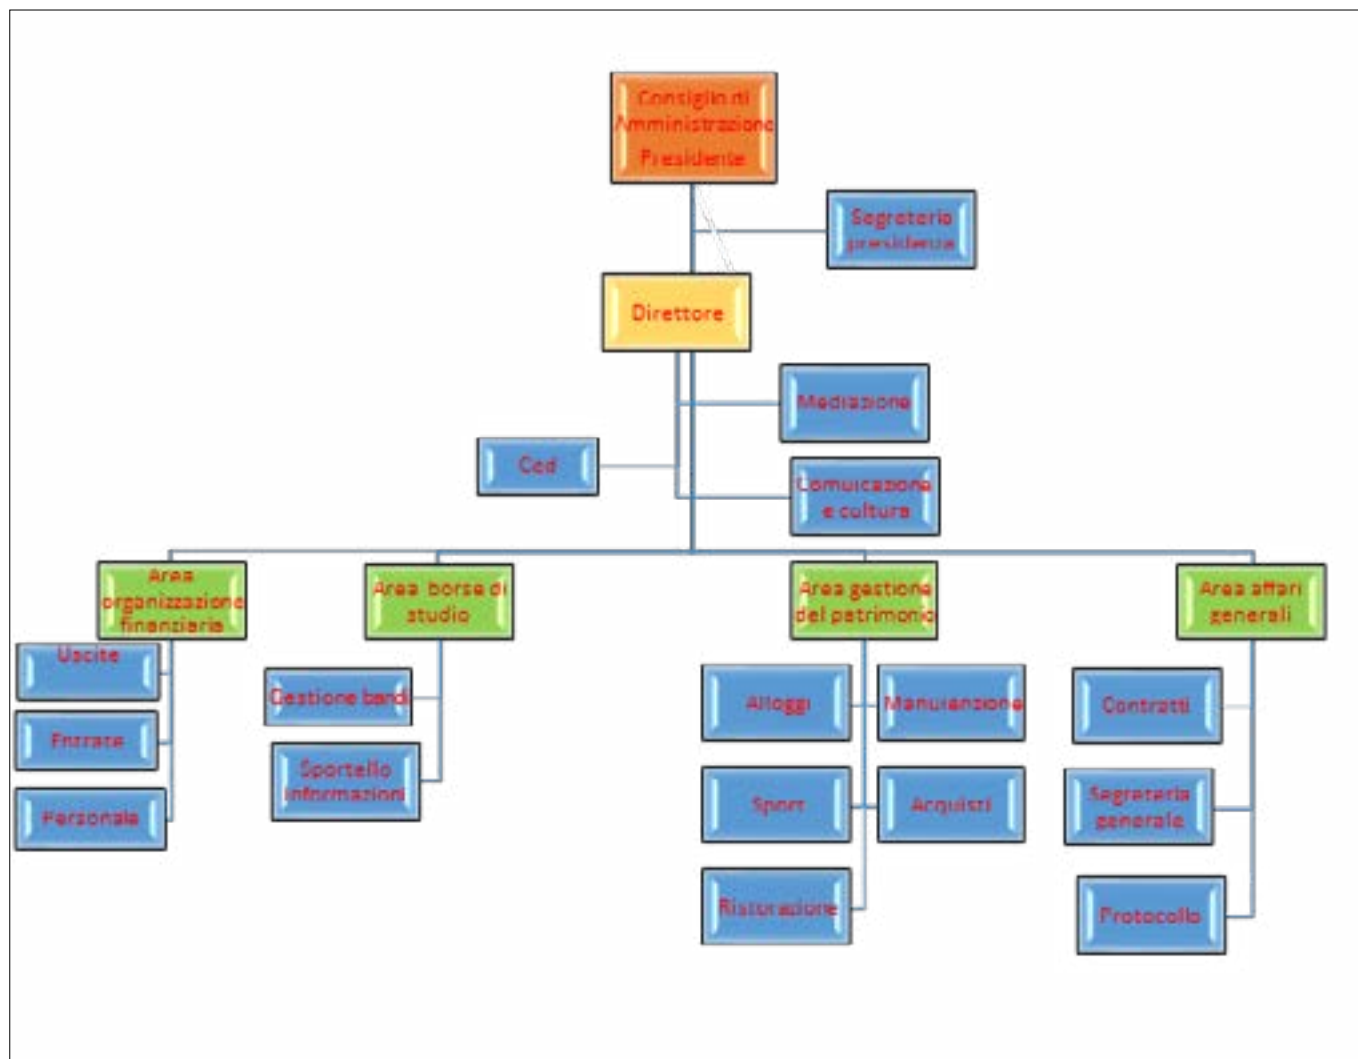 Consiglio di
Amministrazione
Presidente
Segreteria
presidenza
Direttore
Mediazione
Ced
Comuicazione
e cultura
Area
organizzazione
finanziaria
Area borse di
studio
Area gestione
del patrimonio
Area affari
generali
Uscite
Entrate
Personale
Gestione bandi
Sportello
informazioni
Alloggi
Manutenzione
Sport
Acquisti
Ristorazione
Contratti
Segreteria
generale
Protocollo